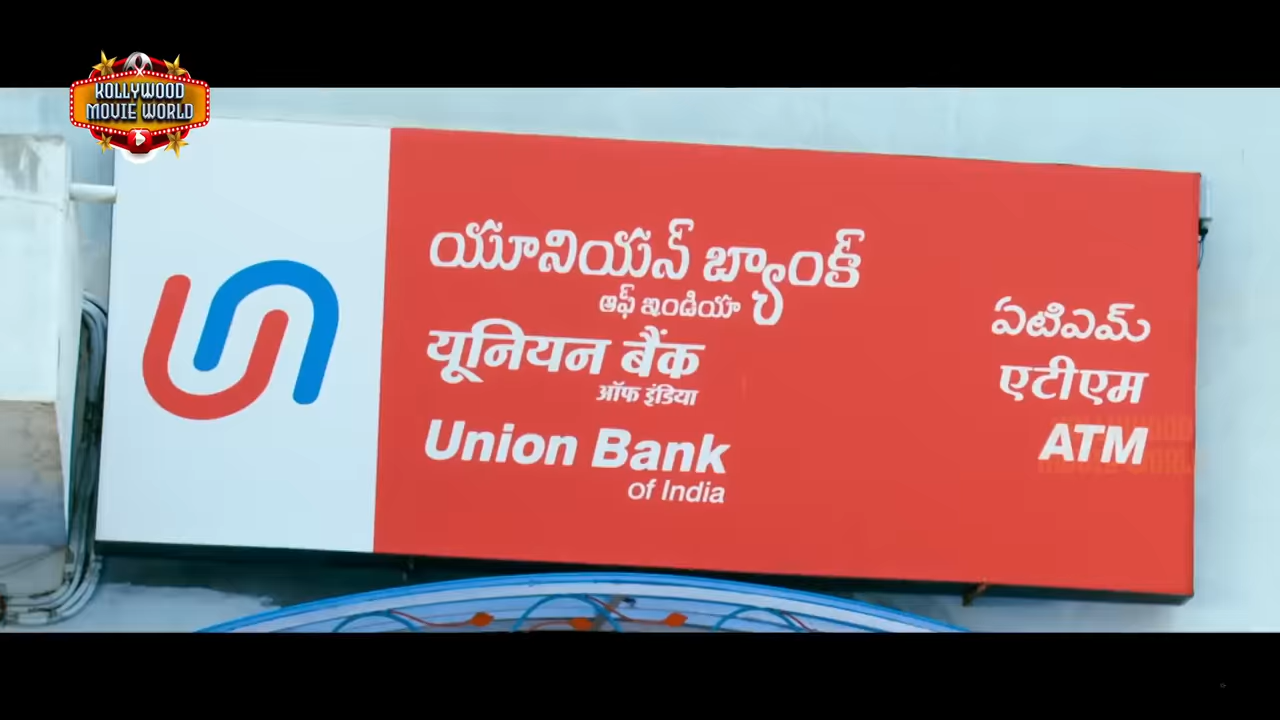 KOLLYWOOD
MOVIE WORLD
యూనియన్ బ్యాంక్
ఆఫ్ ఇండియా
यूनियन बैंक
ऑफ इंडिया
Union Bank
of India
ఏటిఎమ్
एटीएम
ATM